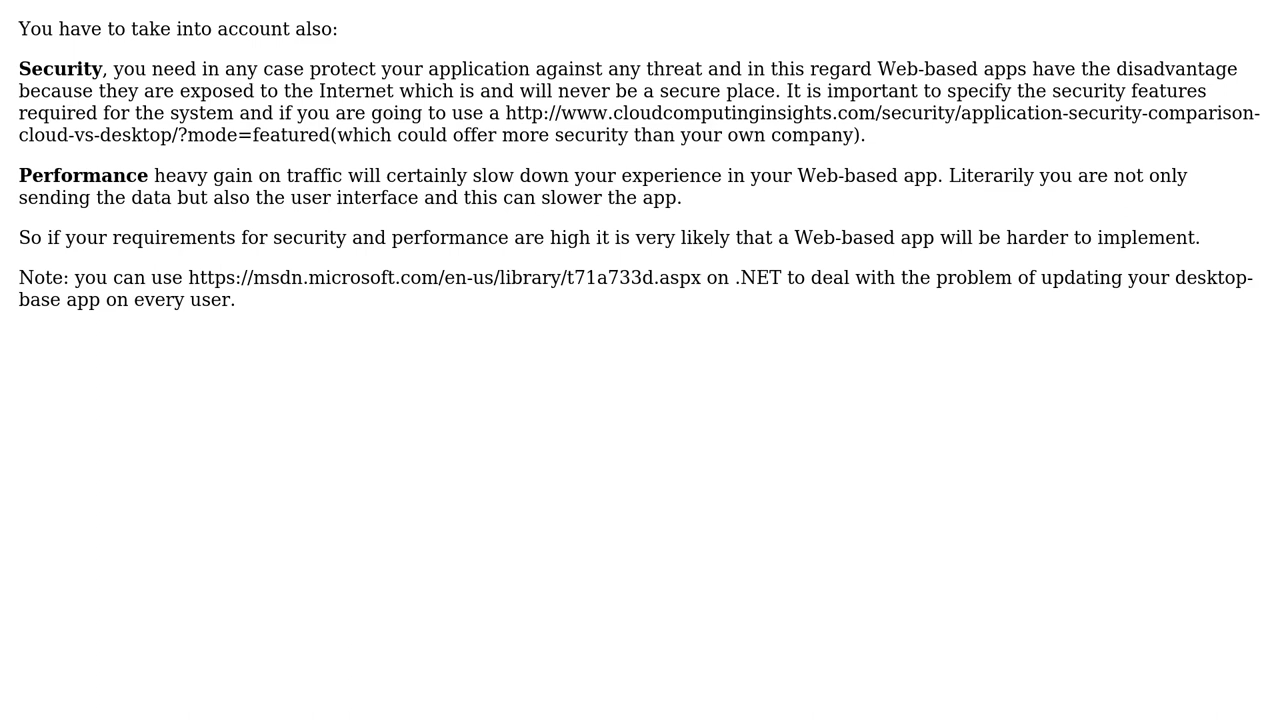 You have to take into account also:
Security, you need in any case protect your application against any threat and in this regard Web-based apps have the disadvantage
because they are exposed to the Internet which is and will never be a secure place. It is important to specify the security features
required for the system and if you are going to use a http://www.cloudcomputinginsights.com/security/application-security-comparison-
cloud-vs-desktop/?mode=featured(which could offer more security than your own company).
Performance heavy gain on traffic will certainly slow down your experience in your Web-based app. Literarily you are not only
sending the data but also the user interface and this can slower the app.
So if your requirements for security and performance are high it is very likely that a Web-based app will be harder to implement.
Note: you can use https://msdn.microsoft.com/en-us/library/t71a733d.aspx on .NET to deal with the problem of updating your desktop-
base app on every user.